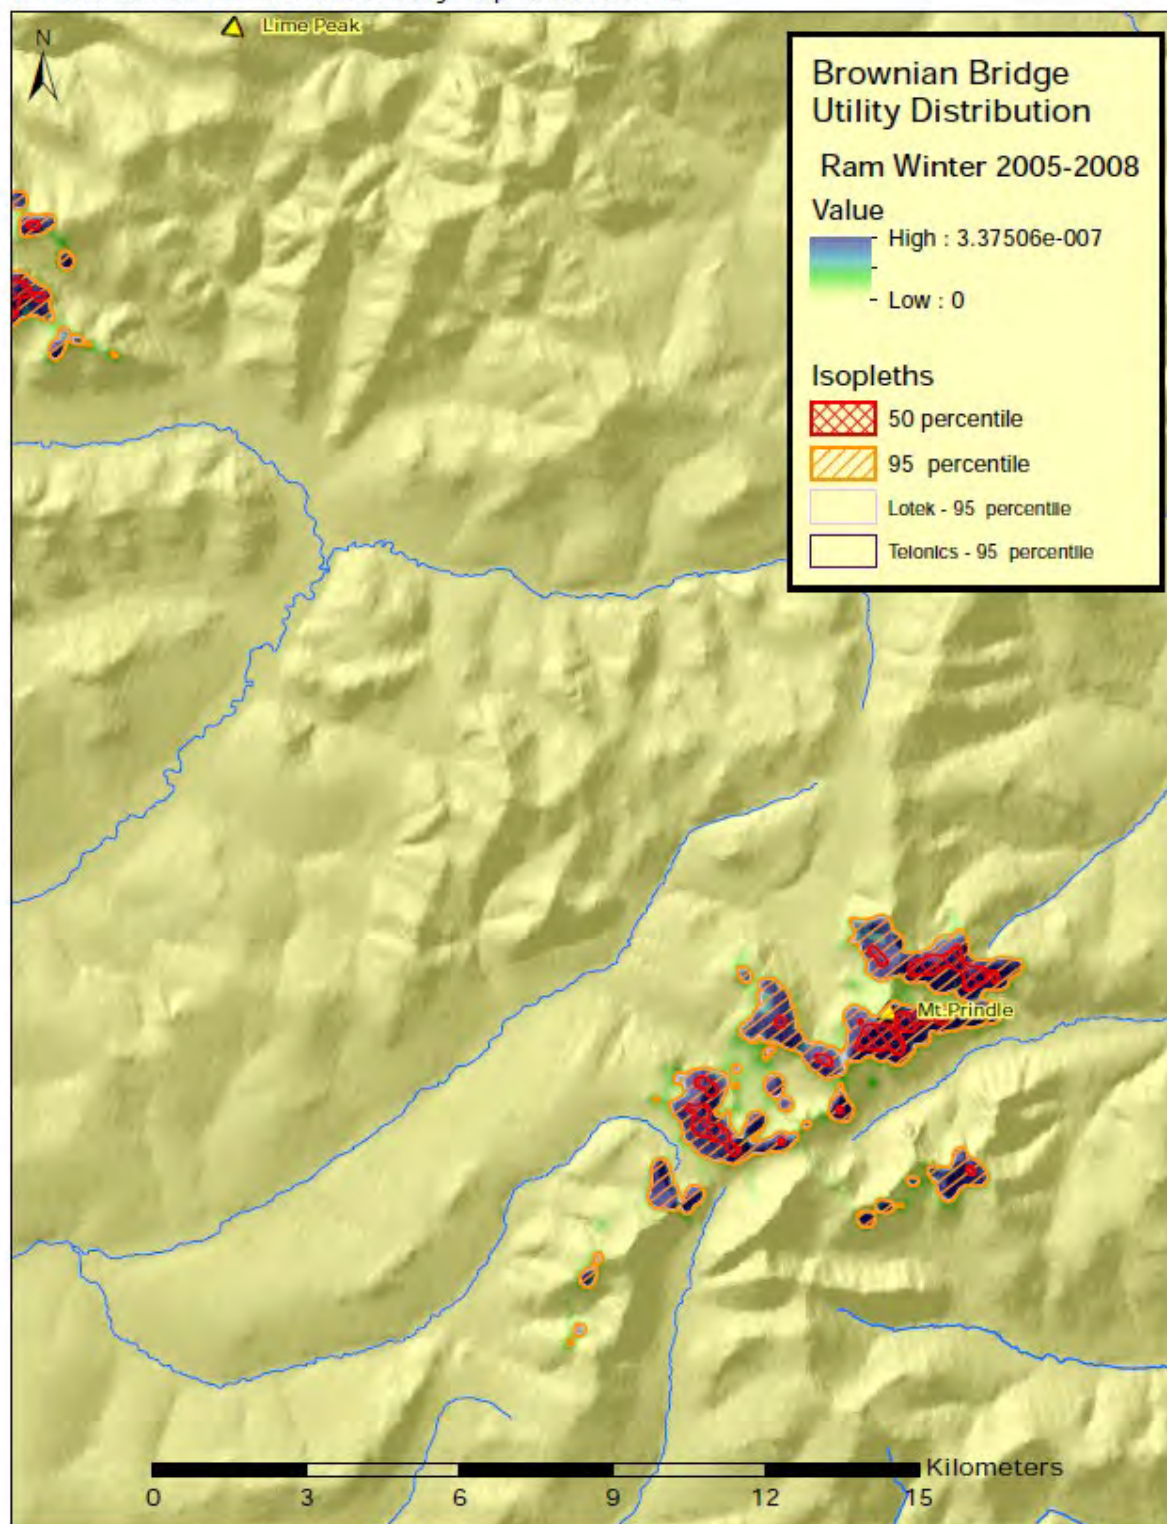 Lime Peak
N
Brownian Bridge
Utility Distribution
Ram Winter 2005-2008
Value
High : 3.37506e-007
Low : 0
Isopleths
50 percentile
95 percentile
Lotek - 95 percentile
Telonics - 95 percentile
Mt.Prindle
Kilometers
0 3 6 9 12 15